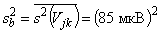 s_b^2 = \overline{s^2(V_{jk})} = (85 мкВ)^2